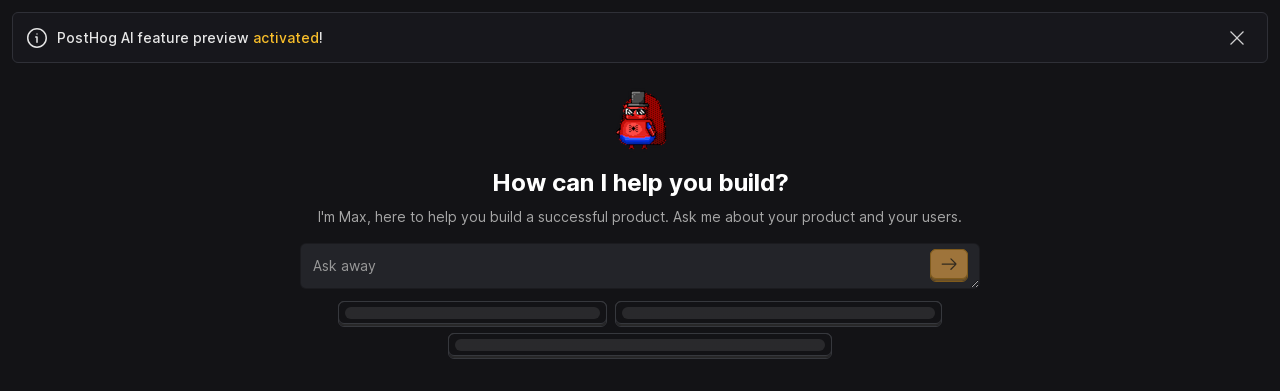 PostHog AI feature preview activated!
How can I help you build?
I'm Max, here to help you build a successful product. Ask me about your product and your users.
Ask away